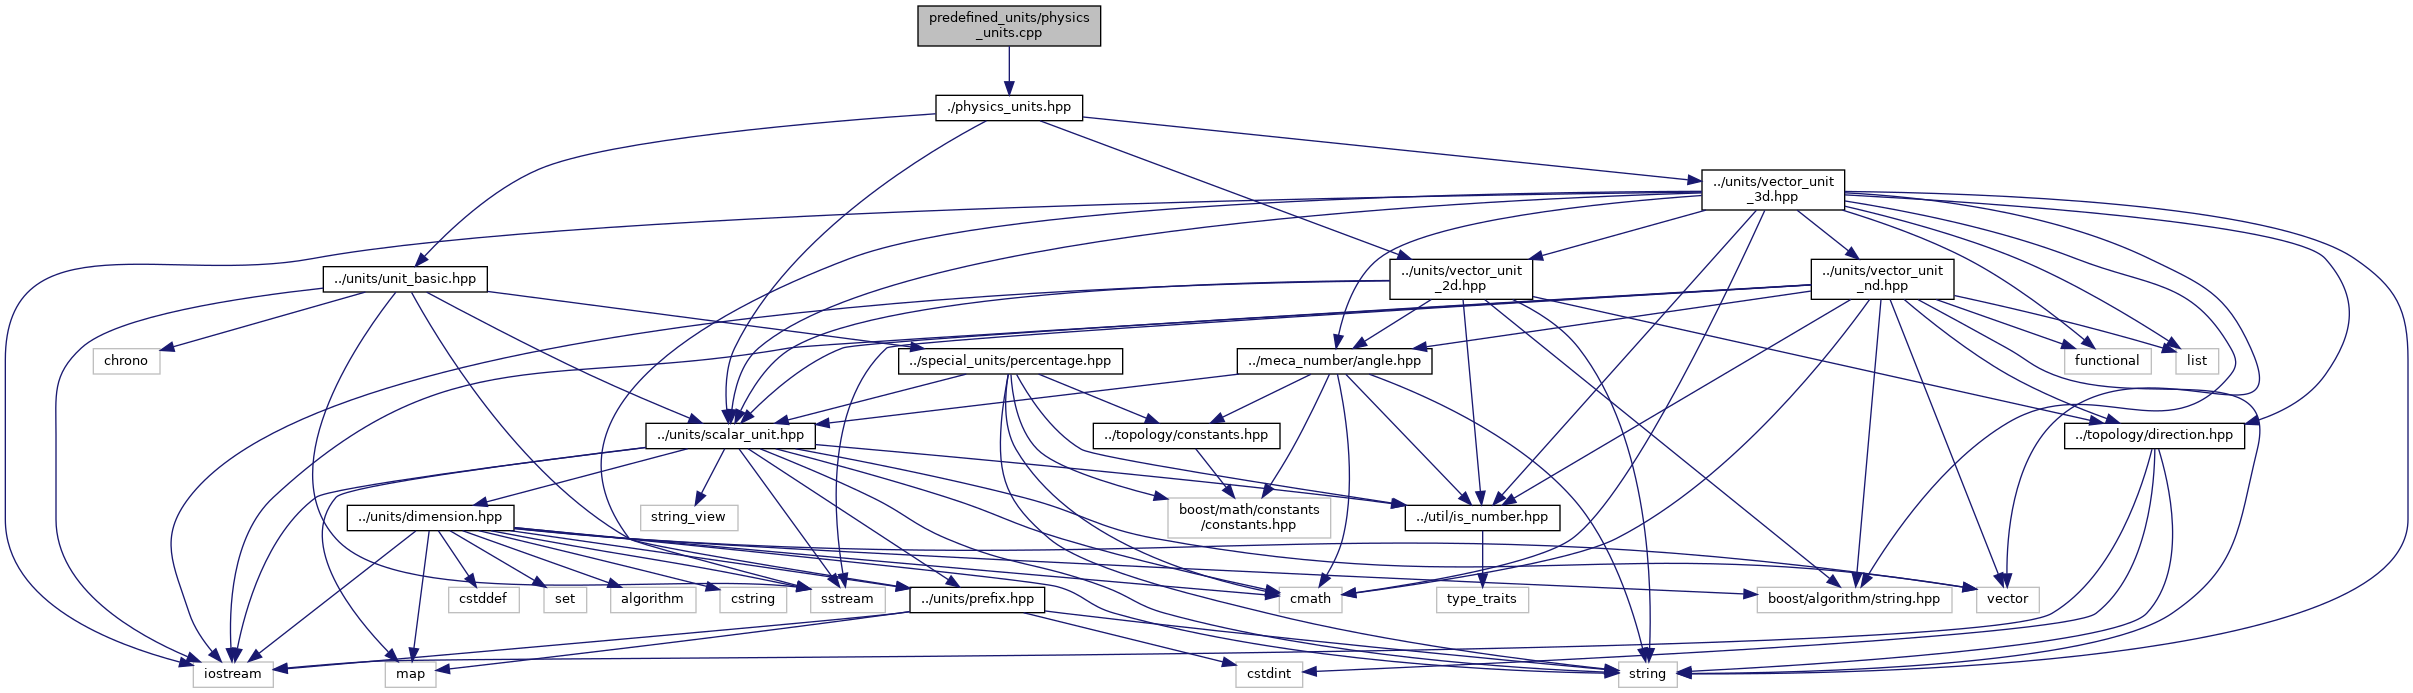 predefined_units/physics
_units.cpp
./physics_units.hpp
../units/vector_unit
_3d.hpp
../units/unit_basic.hpp
../units/vector_unit
_2d.hpp
../units/vector_unit
_nd.hpp
chrono
../special_units/percentage.hpp
../meca_number/angle.hpp
functional
list
../units/scalar_unit.hpp
../topology/constants.hpp
../topology/direction.hpp
../units/dimension.hpp
string_view
boost/math/constants
/constants.hpp
../util/is_number.hpp
cstddef
set
algorithm
cstring
sstream
../units/prefix.hpp
cmath
type_traits
boost/algorithm/string.hpp
vector
iostream
map
cstdint
string